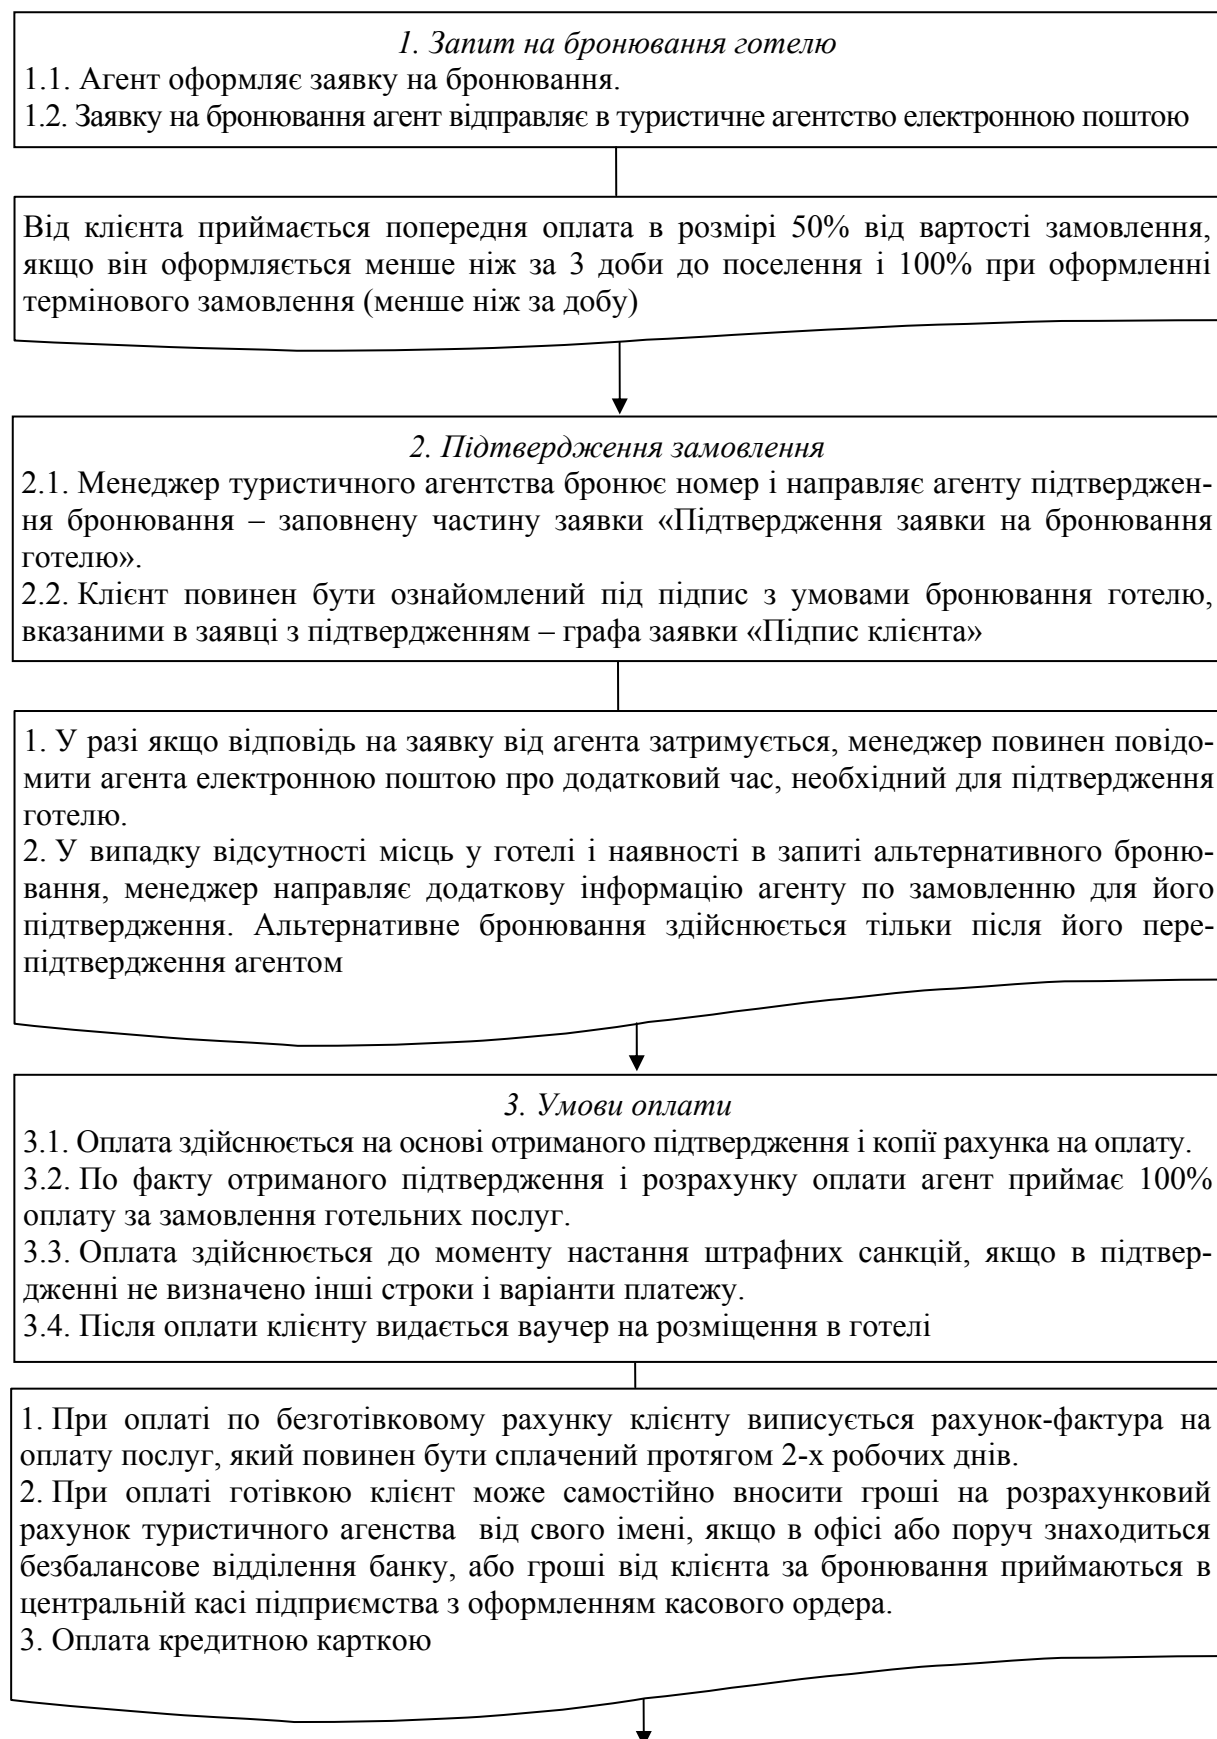 1. Запит на бронювання готелю
1.1. Агент оформляє заявку на бронювання.
1.2. Заявку на бронювання агент відправляє в туристичне агентство електронною поштою
Від клієнта приймається попередня оплата в розмірі 50% від вартості замовлення,
якщо він оформляється менше ніж за 3 доби до поселення і 100% при оформленні
термінового замовлення (менше ніж за добу)
2. Підтвердження замовлення
2.1. Менеджер туристичного агентства бронює номер і направляє агенту підтверджен-
ня бронювання – заповнену частину заявки «Підтвердження заявки на бронювання
готелю».
2.2. Клієнт повинен бути ознайомлений під підпис з умовами бронювання готелю,
вказаними в заявці з підтвердженням – графа заявки «Підпис клієнта»
1. У разі якщо відповідь на заявку від агента затримується, менеджер повинен повідо-
мити агента електронною поштою про додатковий час, необхідний для підтвердження
готелю.
2. У випадку відсутності місць у готелі і наявності в запиті альтернативного броню-
вання, менеджер направляє додаткову інформацію агенту по замовленню для його
підтвердження. Альтернативне бронювання здійснюється тільки після його пере-
підтвердження агентом
3. Умови оплати
3.1. Оплата здійснюється на основі отриманого підтвердження і копії рахунка на оплату.
3.2. По факту отриманого підтвердження і розрахунку оплати агент приймає 100%
оплату за замовлення готельних послуг.
3.3. Оплата здійснюється до моменту настання штрафних санкцій, якщо в підтвер-
дженні не визначено інші строки і варіанти платежу.
3.4. Після оплати клієнту видається ваучер на розміщення в готелі
1. При оплаті по безготівковому рахунку клієнту виписується рахунок-фактура на
оплату послуг, який повинен бути сплачений протягом 2-х робочих днів.
2. При оплаті готівкою клієнт може самостійно вносити гроші на розрахунковий
рахунок туристичного агенства від свого імені, якщо в офісі або поруч знаходиться
безбалансове відділення банку, або гроші від клієнта за бронювання приймаються в
центральній касі підприємства з оформленням касового ордера.
3. Оплата кредитною карткою